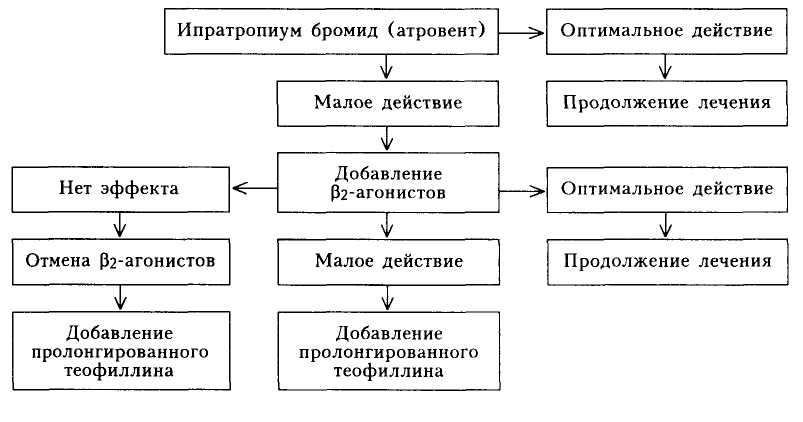 Ипратропиум бромид (атровент)
Оптимальное действие
Малое действие
Продолжение лечения
Нет эффекта
Добавление
β2-агонистов
Оптимальное действие
Отмена β2-агонистов
Малое действие
Продолжение лечения
Добавление
пролонгированного
теофиллина
Добавление
пролонгированного
теофиллина